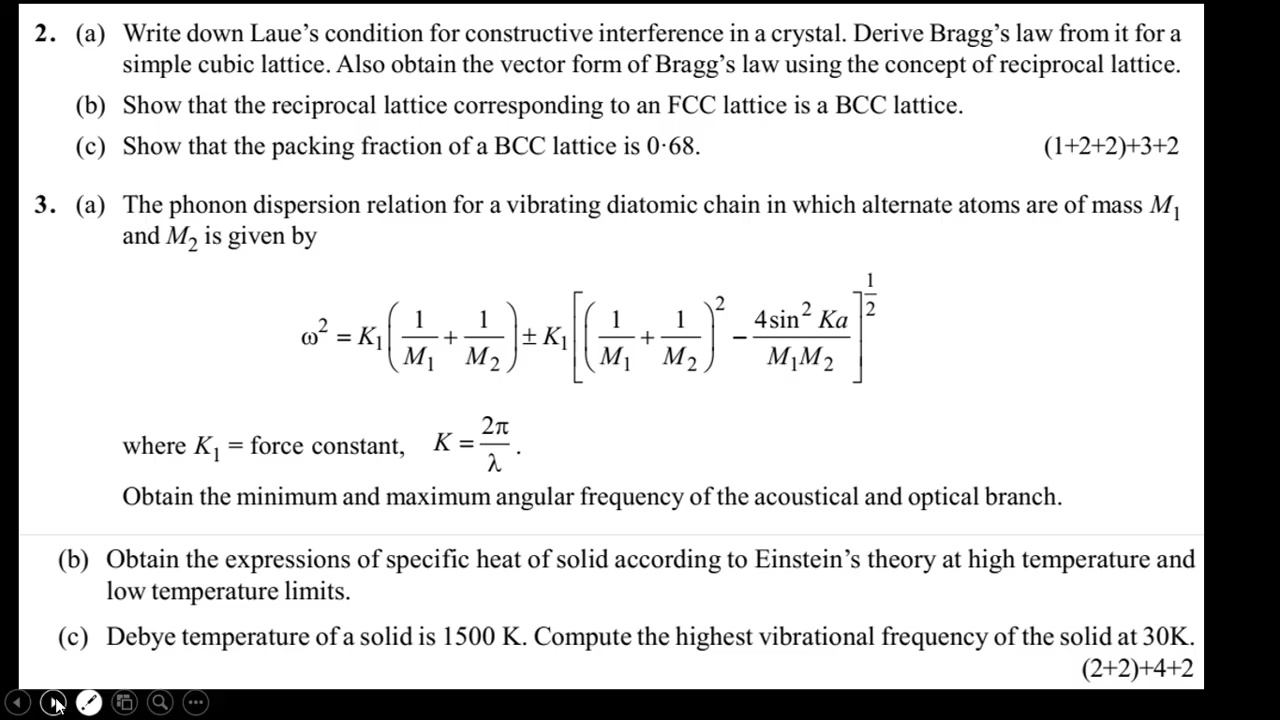 2. (a) Write down Laue’s condition for constructive interference in a crystal. Derive Bragg’s law from it for a
simple cubic lattice. Also obtain the vector form of Bragg’s law using the concept of reciprocal lattice.
(b) Show that the reciprocal lattice corresponding to an FCC lattice is a BCC lattice.
(c) Show that the packing fraction of a BCC lattice is 0·68. (1+2+2)+3+2
3. (a) The phonon dispersion relation for a vibrating diatomic chain in which alternate atoms are of mass M₁
and M₂ is given by
ω² = K₁(1/M₁ + 1/M₂) ± K₁[(1/M₁ + 1/M₂)² − 4sin² Ka/M₁M₂]^(1/2)
where K₁ = force constant, K = 2π/λ .
Obtain the minimum and maximum angular frequency of the acoustical and optical branch.
(b) Obtain the expressions of specific heat of solid according to Einstein’s theory at high temperature and
low temperature limits.
(c) Debye temperature of a solid is 1500 K. Compute the highest vibrational frequency of the solid at 30K.
(2+2)+4+2